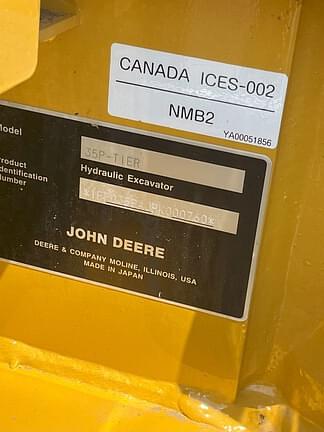 CANADA ICES-002
NMB2
YA00051856
Model
35P-TIER
Hydraulic Excavator
Product
Identification
Number
JOHN DEERE
DEERE & COMPANY MOLINE, ILLINOIS, USA
MADE IN JAPAN